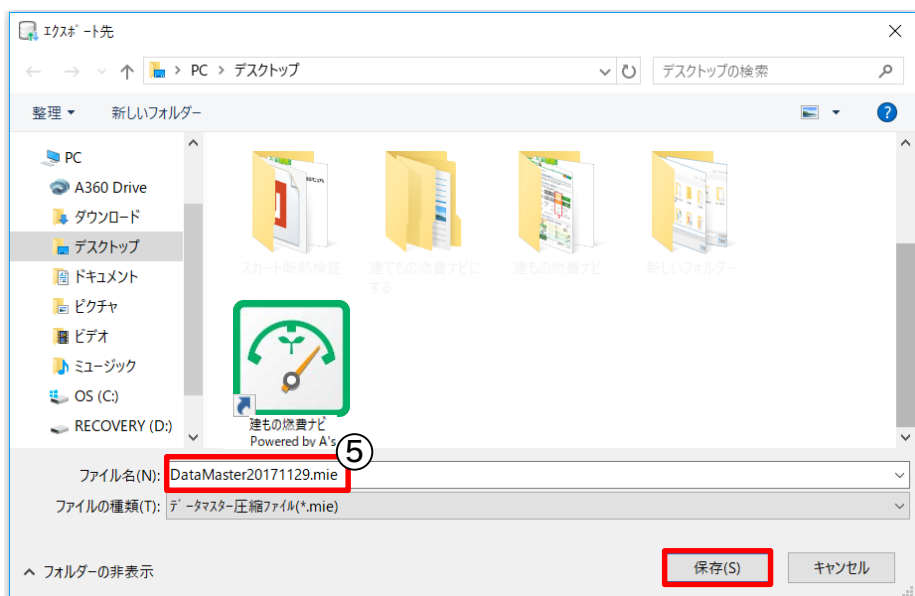 エクスポート先
PC > デスクトップ
デスクトップの検索
整理
新しいフォルダー
PC
A360 Drive
ダウンロード
デスクトップ
ドキュメント
ピクチャ
ビデオ
ミュージック
OS (C:)
RECOVERY (D:)
スカート断熱検証
建てもの燃費ナビに
する
建もの燃費ナビ
新しいフォルダー
建もの燃費ナビ
Powered by A's
⑤
ファイル名(N): DataMaster20171129.mie
ファイルの種類(T): データマスター圧縮ファイル(*.mie)
フォルダーの非表示
保存(S)
キャンセル